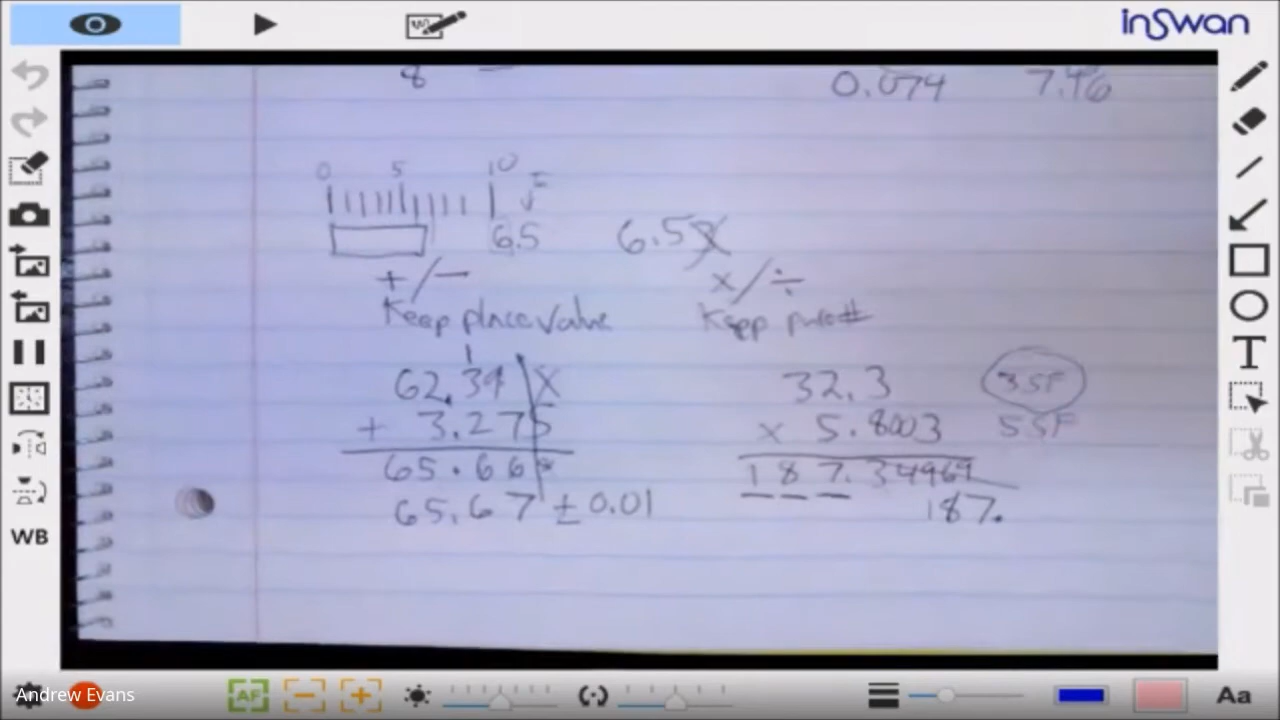 inSwan
8
0.074 7.46
0 5 10
6.5 6.5
+/− ×/÷
Keep place value Keep
62.39 X 32.3 3SF
+ 3.275 × 5.8003 5SF
65.66 187.34969
65.67 ± 0.01 187.
WB
T
Andrew Evans
AF
Aa